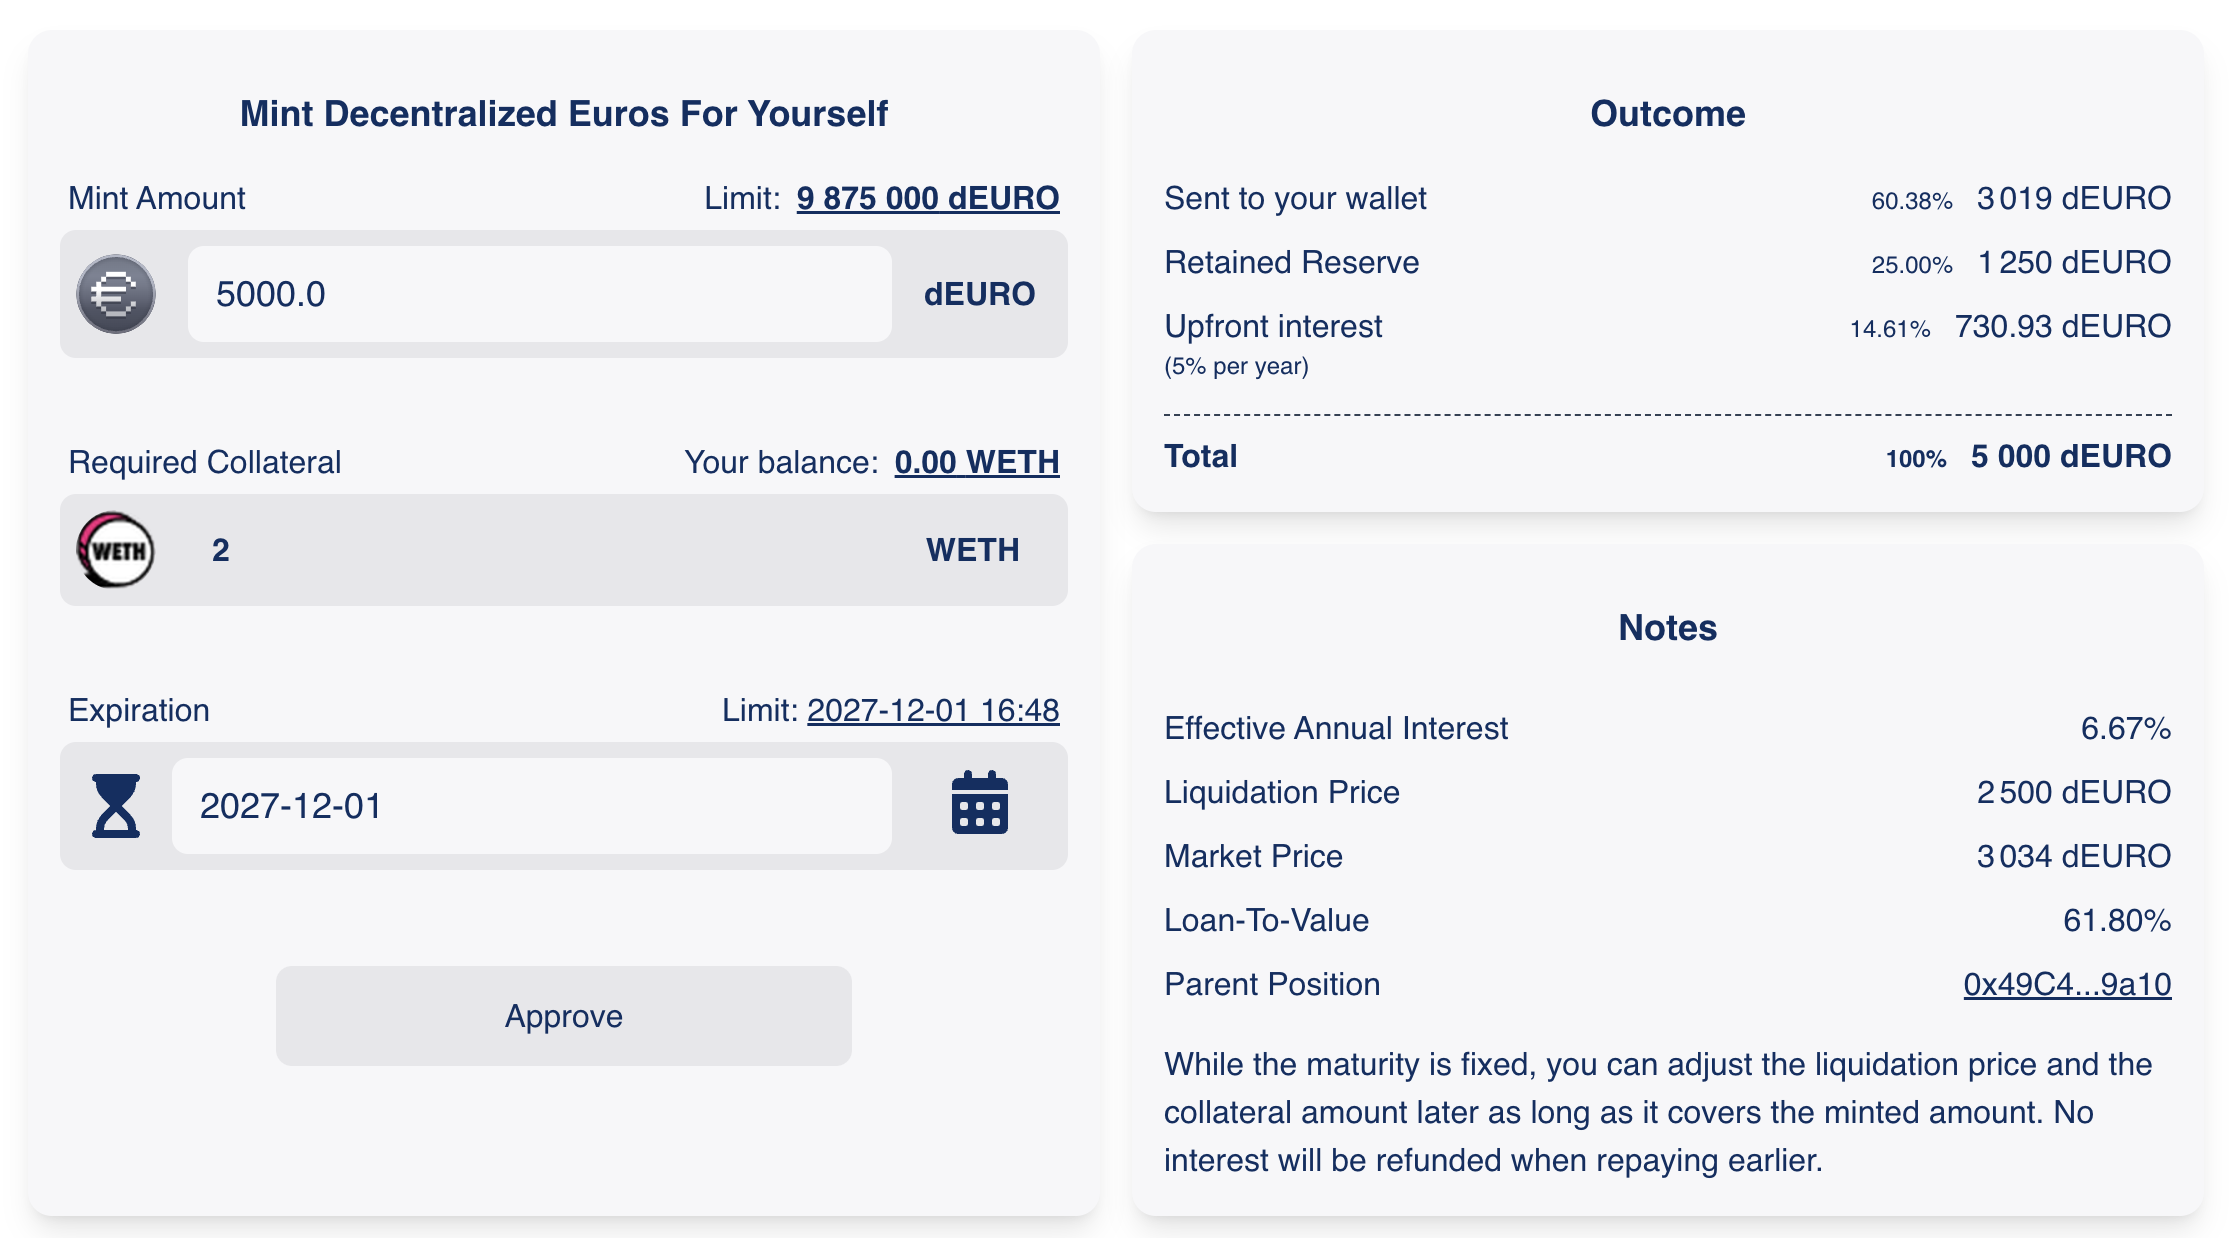 Mint Decentralized Euros For Yourself
Mint Amount Limit: 9 875 000 dEURO
5000.0 dEURO
Required Collateral Your balance: 0.00 WETH
WETH 2 WETH
Expiration Limit: 2027-12-01 16:48
2027-12-01
Approve
Outcome
Sent to your wallet 60.38% 3 019 dEURO
Retained Reserve 25.00% 1 250 dEURO
Upfront interest 14.61% 730.93 dEURO
(5% per year)
Total 100% 5 000 dEURO
Notes
Effective Annual Interest 6.67%
Liquidation Price 2 500 dEURO
Market Price 3 034 dEURO
Loan-To-Value 61.80%
Parent Position 0x49C4...9a10
While the maturity is fixed, you can adjust the liquidation price and the
collateral amount later as long as it covers the minted amount. No
interest will be refunded when repaying earlier.